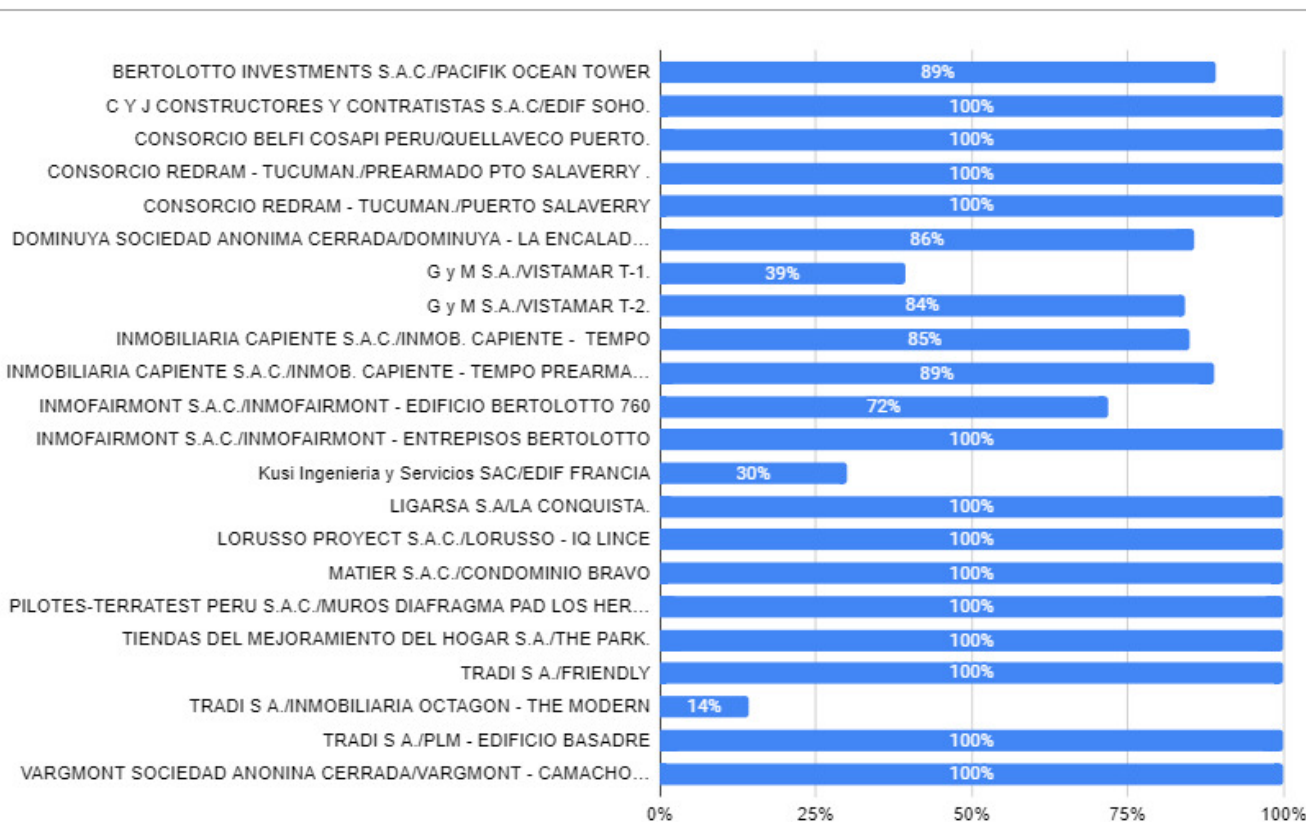 BERTOLOTTO INVESTMENTS S.A.C./PACIFIK OCEAN TOWER 89%
C Y J CONSTRUCTORES Y CONTRATISTAS S.A.C/EDIF SOHO. 100%
CONSORCIO BELFI COSAPI PERU/QUELLAVECO PUERTO. 100%
CONSORCIO REDRAM - TUCUMAN./PREARMADO PTO SALAVERRY . 100%
CONSORCIO REDRAM - TUCUMAN./PUERTO SALAVERRY 100%
DOMINUYA SOCIEDAD ANONIMA CERRADA/DOMINUYA - LA ENCALAD... 86%
G y M S.A./VISTAMAR T-1. 39%
G y M S.A./VISTAMAR T-2. 84%
INMOBILIARIA CAPIENTE S.A.C./INMOB. CAPIENTE - TEMPO 85%
INMOBILIARIA CAPIENTE S.A.C./INMOB. CAPIENTE - TEMPO PREARMA... 89%
INMOFAIRMONT S.A.C./INMOFAIRMONT - EDIFICIO BERTOLOTTO 760 72%
INMOFAIRMONT S.A.C./INMOFAIRMONT - ENTREPISOS BERTOLOTTO 100%
Kusi Ingenieria y Servicios SAC/EDIF FRANCIA 30%
LIGARSA S.A/LA CONQUISTA. 100%
LORUSSO PROYECT S.A.C./LORUSSO - IQ LINCE 100%
MATIER S.A.C./CONDOMINIO BRAVO 100%
PILOTES-TERRATEST PERU S.A.C./MUROS DIAFRAGMA PAD LOS HER... 100%
TIENDAS DEL MEJORAMIENTO DEL HOGAR S.A./THE PARK. 100%
TRADI S A./FRIENDLY 100%
TRADI S A./INMOBILIARIA OCTAGON - THE MODERN 14%
TRADI S A./PLM - EDIFICIO BASADRE 100%
VARGMONT SOCIEDAD ANONINA CERRADA/VARGMONT - CAMACHO... 100%
0% 25% 50% 75% 100%